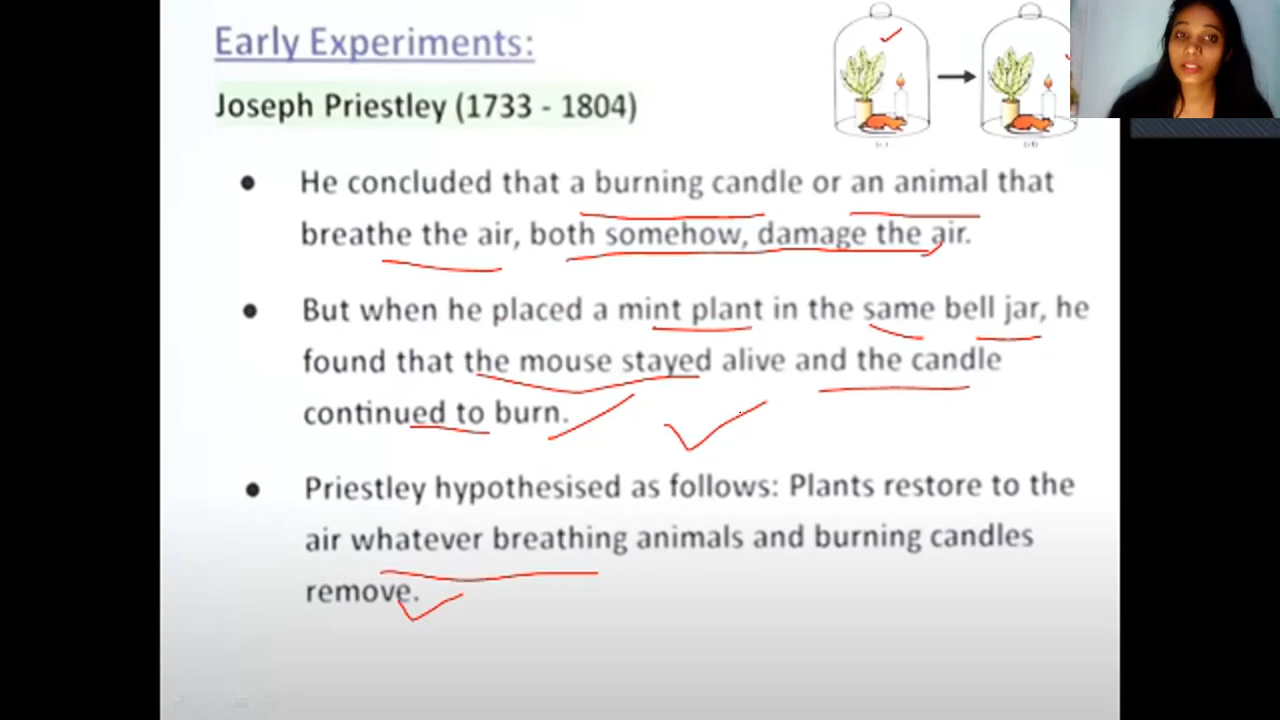 Early Experiments:
Joseph Priestley (1733 - 1804)
● He concluded that a burning candle or an animal that
breathe the air, both somehow, damage the air.
● But when he placed a mint plant in the same bell jar, he
found that the mouse stayed alive and the candle
continued to burn.
● Priestley hypothesised as follows: Plants restore to the
air whatever breathing animals and burning candles
remove.